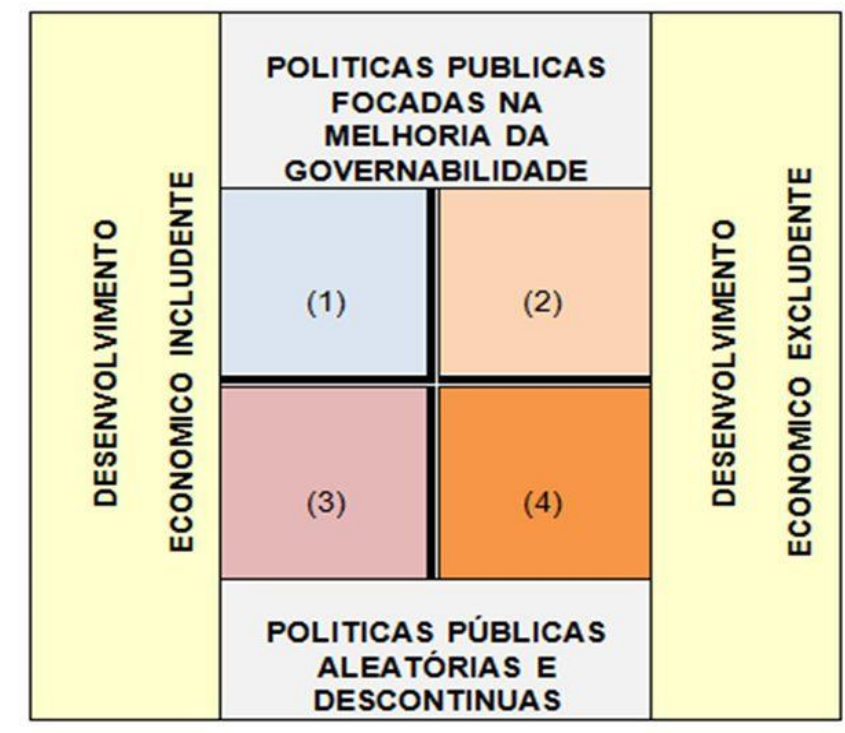 POLITICAS PUBLICAS
FOCADAS NA
MELHORIA DA
GOVERNABILIDADE
DESENVOLVIMENTO
ECONOMICO INCLUDENTE
(1)
(2)
(3)
(4)
DESENVOLVIMENTO
ECONOMICO EXCLUDENTE
POLITICAS PÚBLICAS
ALEATÓRIAS E
DESCONTINUAS